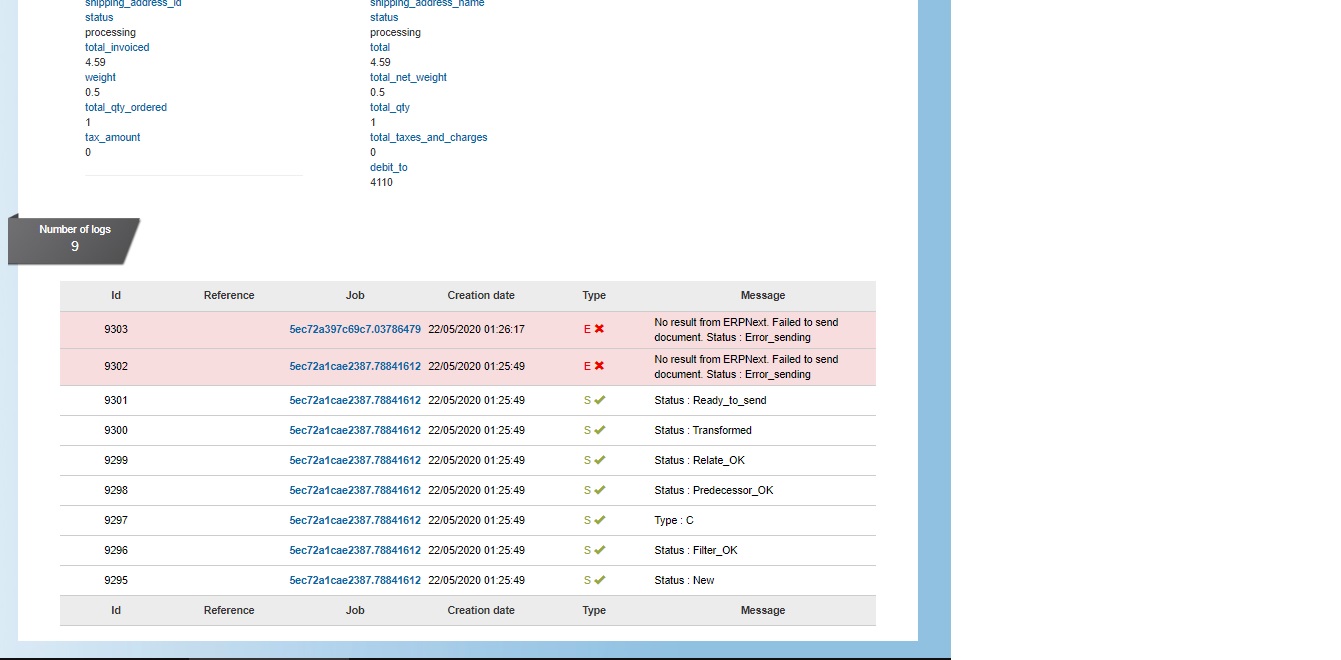 shipping_address_id
status
processing
total_invoiced
4.59
weight
0.5
total_qty_ordered
1
tax_amount
0
shipping_address_name
status
processing
total
4.59
total_net_weight
0.5
total_qty
1
total_taxes_and_charges
0
debit_to
4110
Number of logs
9
Id Reference Job Creation date Type Message
9303 5ec72a397c69c7.03786479 22/05/2020 01:26:17 E ✖ No result from ERPNext. Failed to send
document. Status : Error_sending
9302 5ec72a1cae2387.78841612 22/05/2020 01:25:49 E ✖ No result from ERPNext. Failed to send
document. Status : Error_sending
9301 5ec72a1cae2387.78841612 22/05/2020 01:25:49 S ✔ Status : Ready_to_send
9300 5ec72a1cae2387.78841612 22/05/2020 01:25:49 S ✔ Status : Transformed
9299 5ec72a1cae2387.78841612 22/05/2020 01:25:49 S ✔ Status : Relate_OK
9298 5ec72a1cae2387.78841612 22/05/2020 01:25:49 S ✔ Status : Predecessor_OK
9297 5ec72a1cae2387.78841612 22/05/2020 01:25:49 S ✔ Type : C
9296 5ec72a1cae2387.78841612 22/05/2020 01:25:49 S ✔ Status : Filter_OK
9295 5ec72a1cae2387.78841612 22/05/2020 01:25:49 S ✔ Status : New
Id Reference Job Creation date Type Message